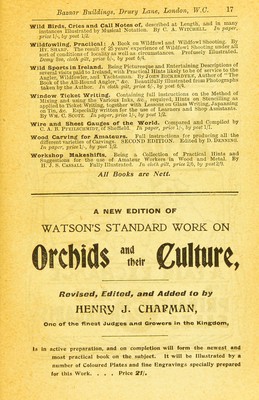 Bazaar Buildings, Drury Lane, London, W.C. 17
Wild Birds, Cries and Call Notes of, described at Length, and in many
instances Illustrated by Musical Notation. By C. A. WITCHELL. In paper,
price 1/-, by post 1/2.
Wildfowling, Practical: A Book on Wildfowl and Wildfowl Shooting. By
HY. SHARP. The result of 25 years' experience of Wildfowl Shooting under all
sorts of conditions of locality as well as circumstances. Profusely Illustrated.
Demy 8vo, cloth gilt, price
Wild Sports in Ireland. Being Picturesque and Entertaining Descriptions of
several visits paid to Ireland, with Practical Hints likely to be of service to the
Angler, Wildfowler, and Yachtsman. By JOHN BICKERDYKE, Author of "The
Book of the All-Round Angler," &c. Beautifully Illustrated from Photographs
taken by the Author. In cloth gilt, price 6/-, by post 6/4.
Window Ticket Writing. Containing full Instructions on the Method of
Mixing and using the Various Inks, &c., required, Hints on Stencilling as
applied to Ticket Writing, together with Lessons on Glass Writing, Japanning
on Tin, &c. Especially written for the use of Learners and Shop Assistants.
By WM. C. SCOTT. In paper, price 1/-, by post 1/2.
Wire and Sheet Gauges of the World. Compared and Compiled by
C. A. B. PFEILSCHMIDT, of Sheffield. In paper, price 1/-, by post 1/1.
Wood Carving for Amateurs. Full Instructions for producing all the
different varieties of Carvings. SECOND EDITION. Edited by D. DENNING.
In paper, price 1/-, by post 1/2.
Workshop Makeshifts. Being a Collection of Practical Hints and
Suggestions for the use of Amateur Workers in Wood and Metal. By
H. J. S. CASSALL. Fully Illustrated. In cloth gilt, price 2/6, by post 2/9.
All Books are Nett.
A NEW EDITION OF
WATSON'S STANDARD WORK ON
Orchids and their Culture,
Revised, Edited, and Added to by
HENRY J. CHAPMAN,
One of the finest Judges and Growers in the Kingdom,
Is in active preparation, and on completion will form the newest and
most practical book on the subject. It will be Illustrated by a
number of Coloured Plates and fine Engravings specially prepared
for this Work. . . . Price 21/-.